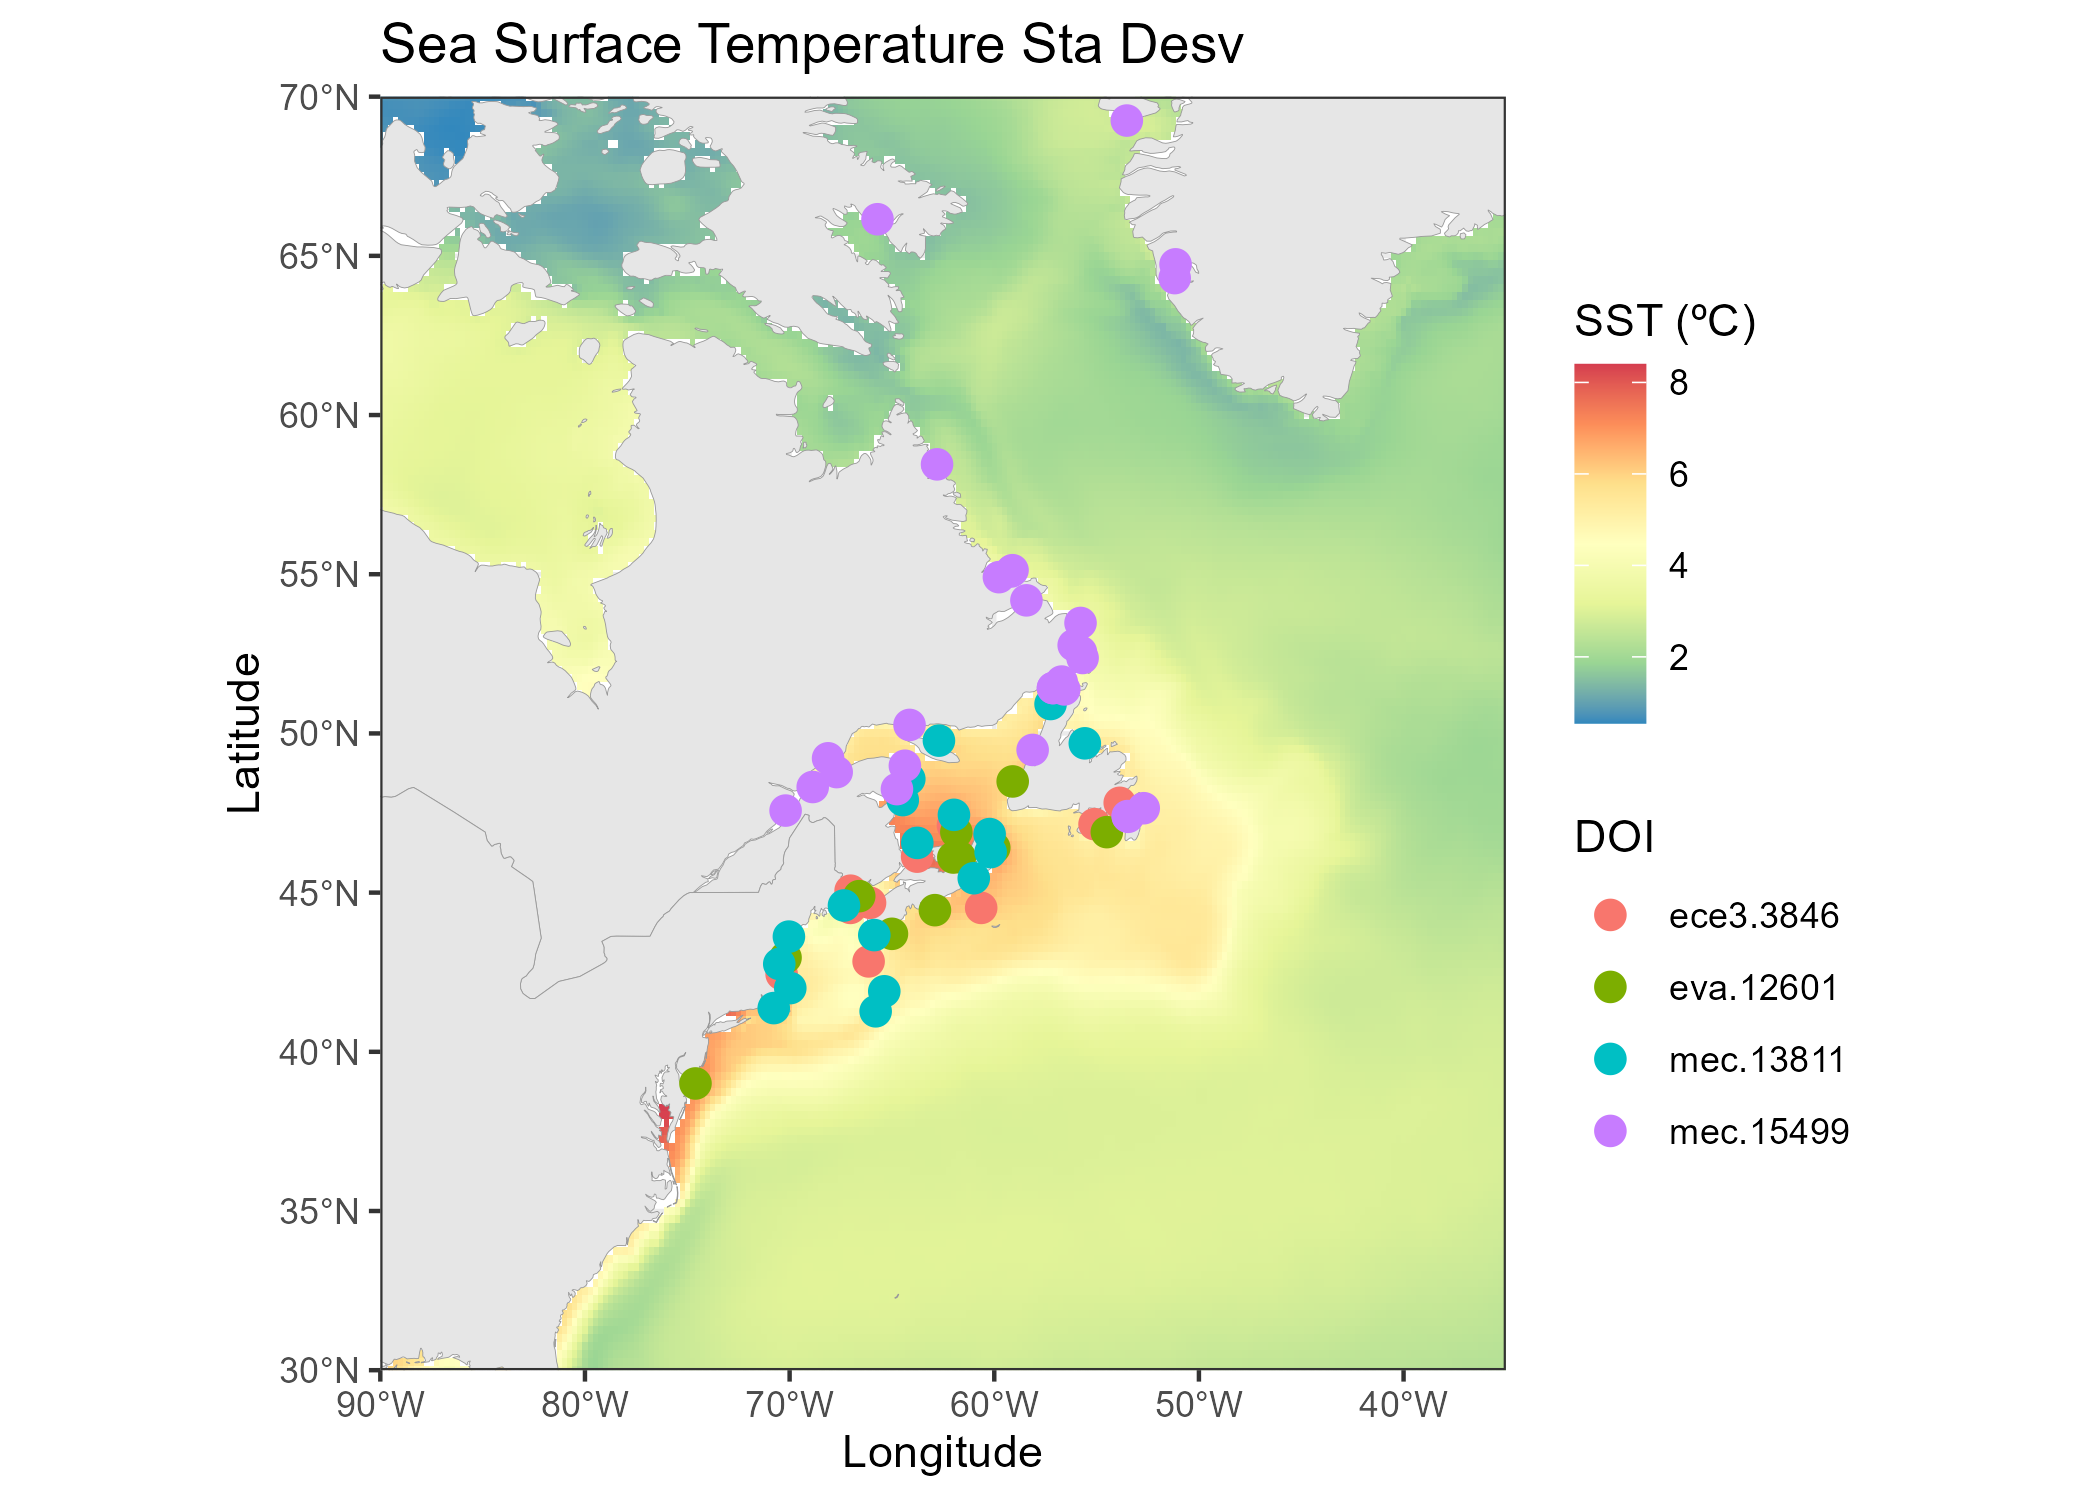 Sea Surface Temperature Sta Desv
70°N
65°N
60°N
55°N
50°N
45°N
40°N
35°N
30°N
90°W
80°W
70°W
60°W
50°W
40°W
Longitude
Latitude
SST (ºC)
8
6
4
2
DOI
ece3.3846
eva.12601
mec.13811
mec.15499